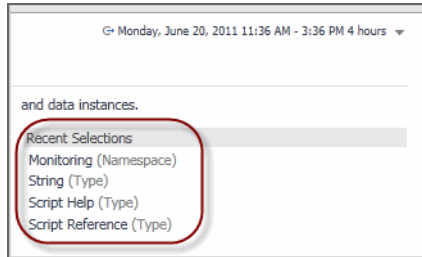 Monday, June 20, 2011 11:36 AM - 3:36 PM 4 hours
and data instances.
Recent Selections
Monitoring (Namespace)
String (Type)
Script Help (Type)
Script Reference (Type)